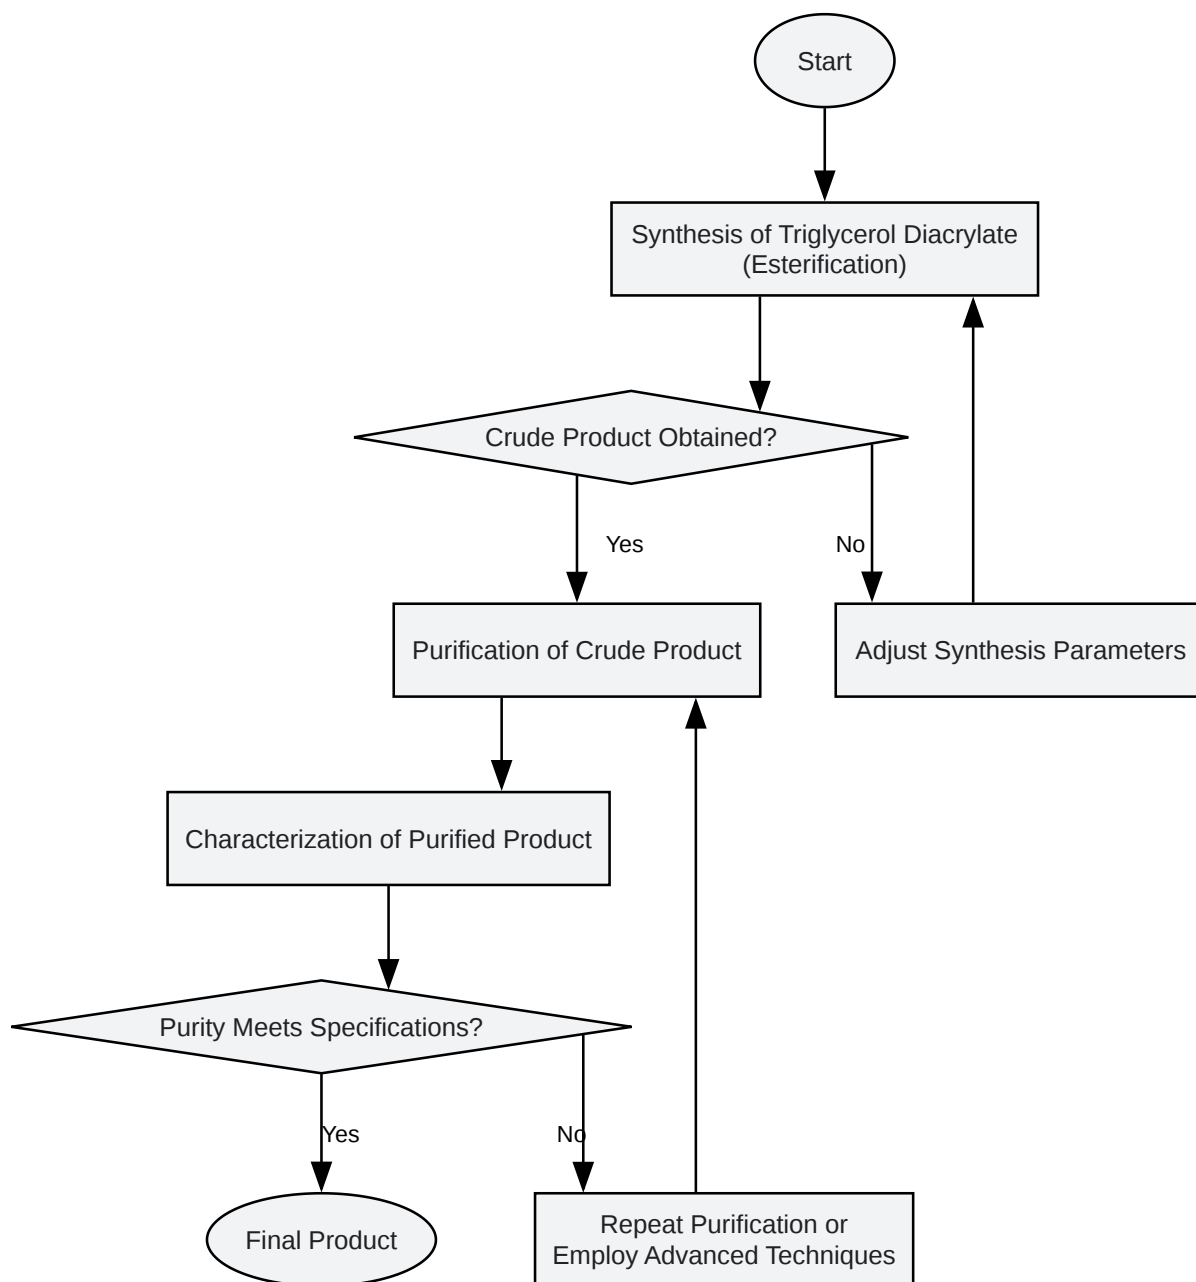 Start
Synthesis of Triglycerol Diacrylate
(Esterification)
Crude Product Obtained?
Yes
No
Purification of Crude Product
Adjust Synthesis Parameters
Characterization of Purified Product
Purity Meets Specifications?
Yes
No
Final Product
Repeat Purification or
Employ Advanced Techniques